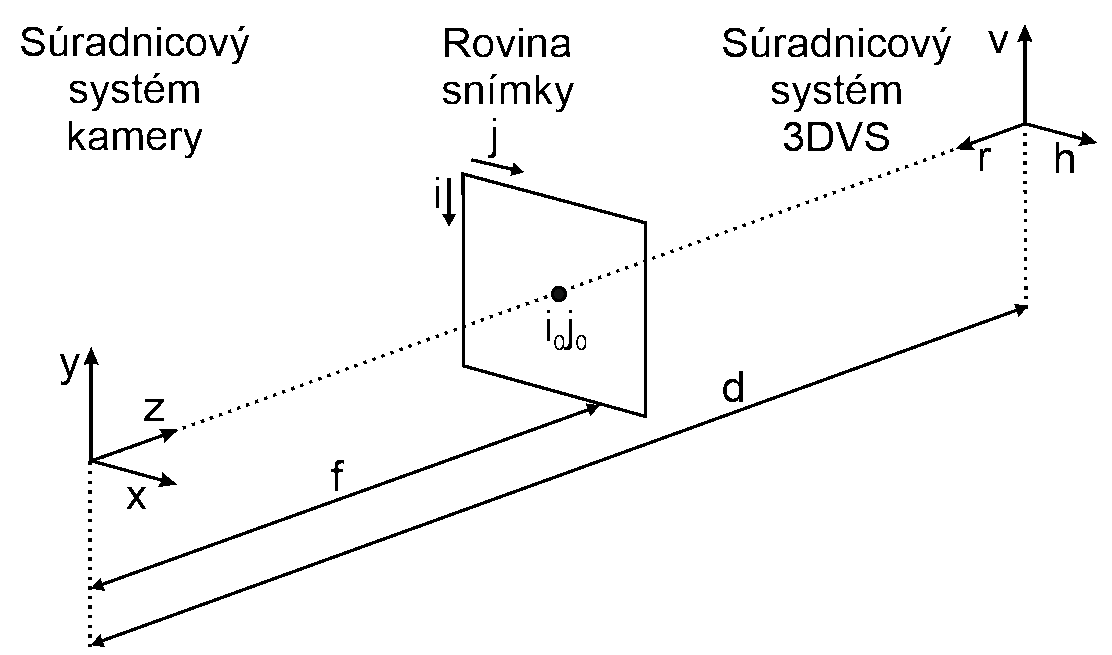 Súradnicový
systém
kamery
Rovina
snímky
Súradnicový
systém
3DVS
j
i
i₀j₀
v
r
h
y
z
x
f
d